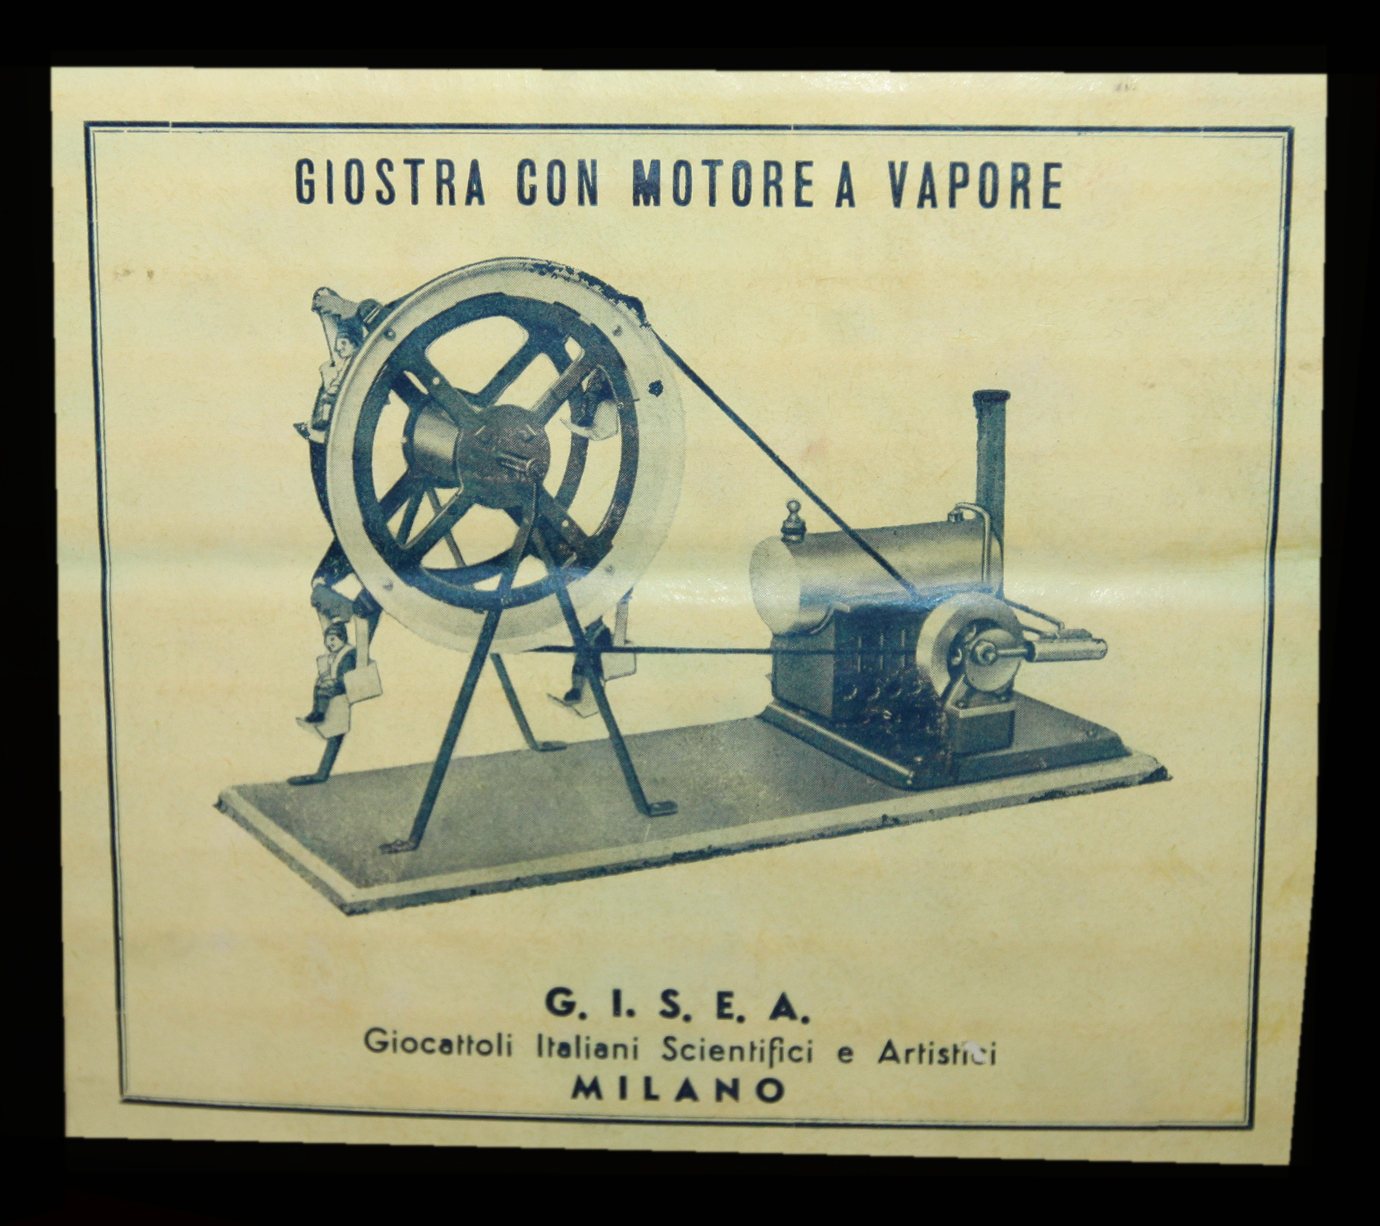 GIOSTRA CON MOTORE A VAPORE
G. I. S. E. A.
Giocattoli Italiani Scientifici e Artistici
MILANO